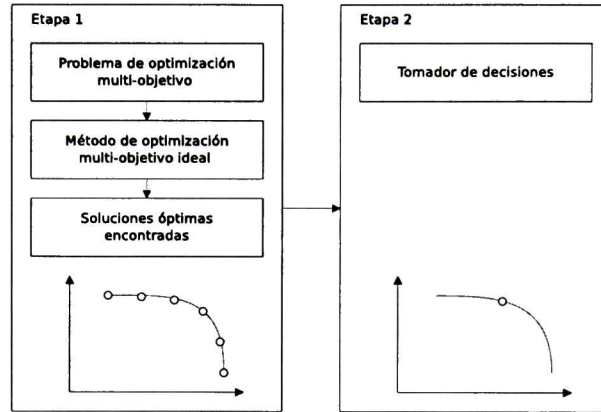 Etapa 1
Problema de optimización
multi-objetivo
Método de optimización
multi-objetivo ideal
Soluciones óptimas
encontradas
Etapa 2
Tomador de decisiones